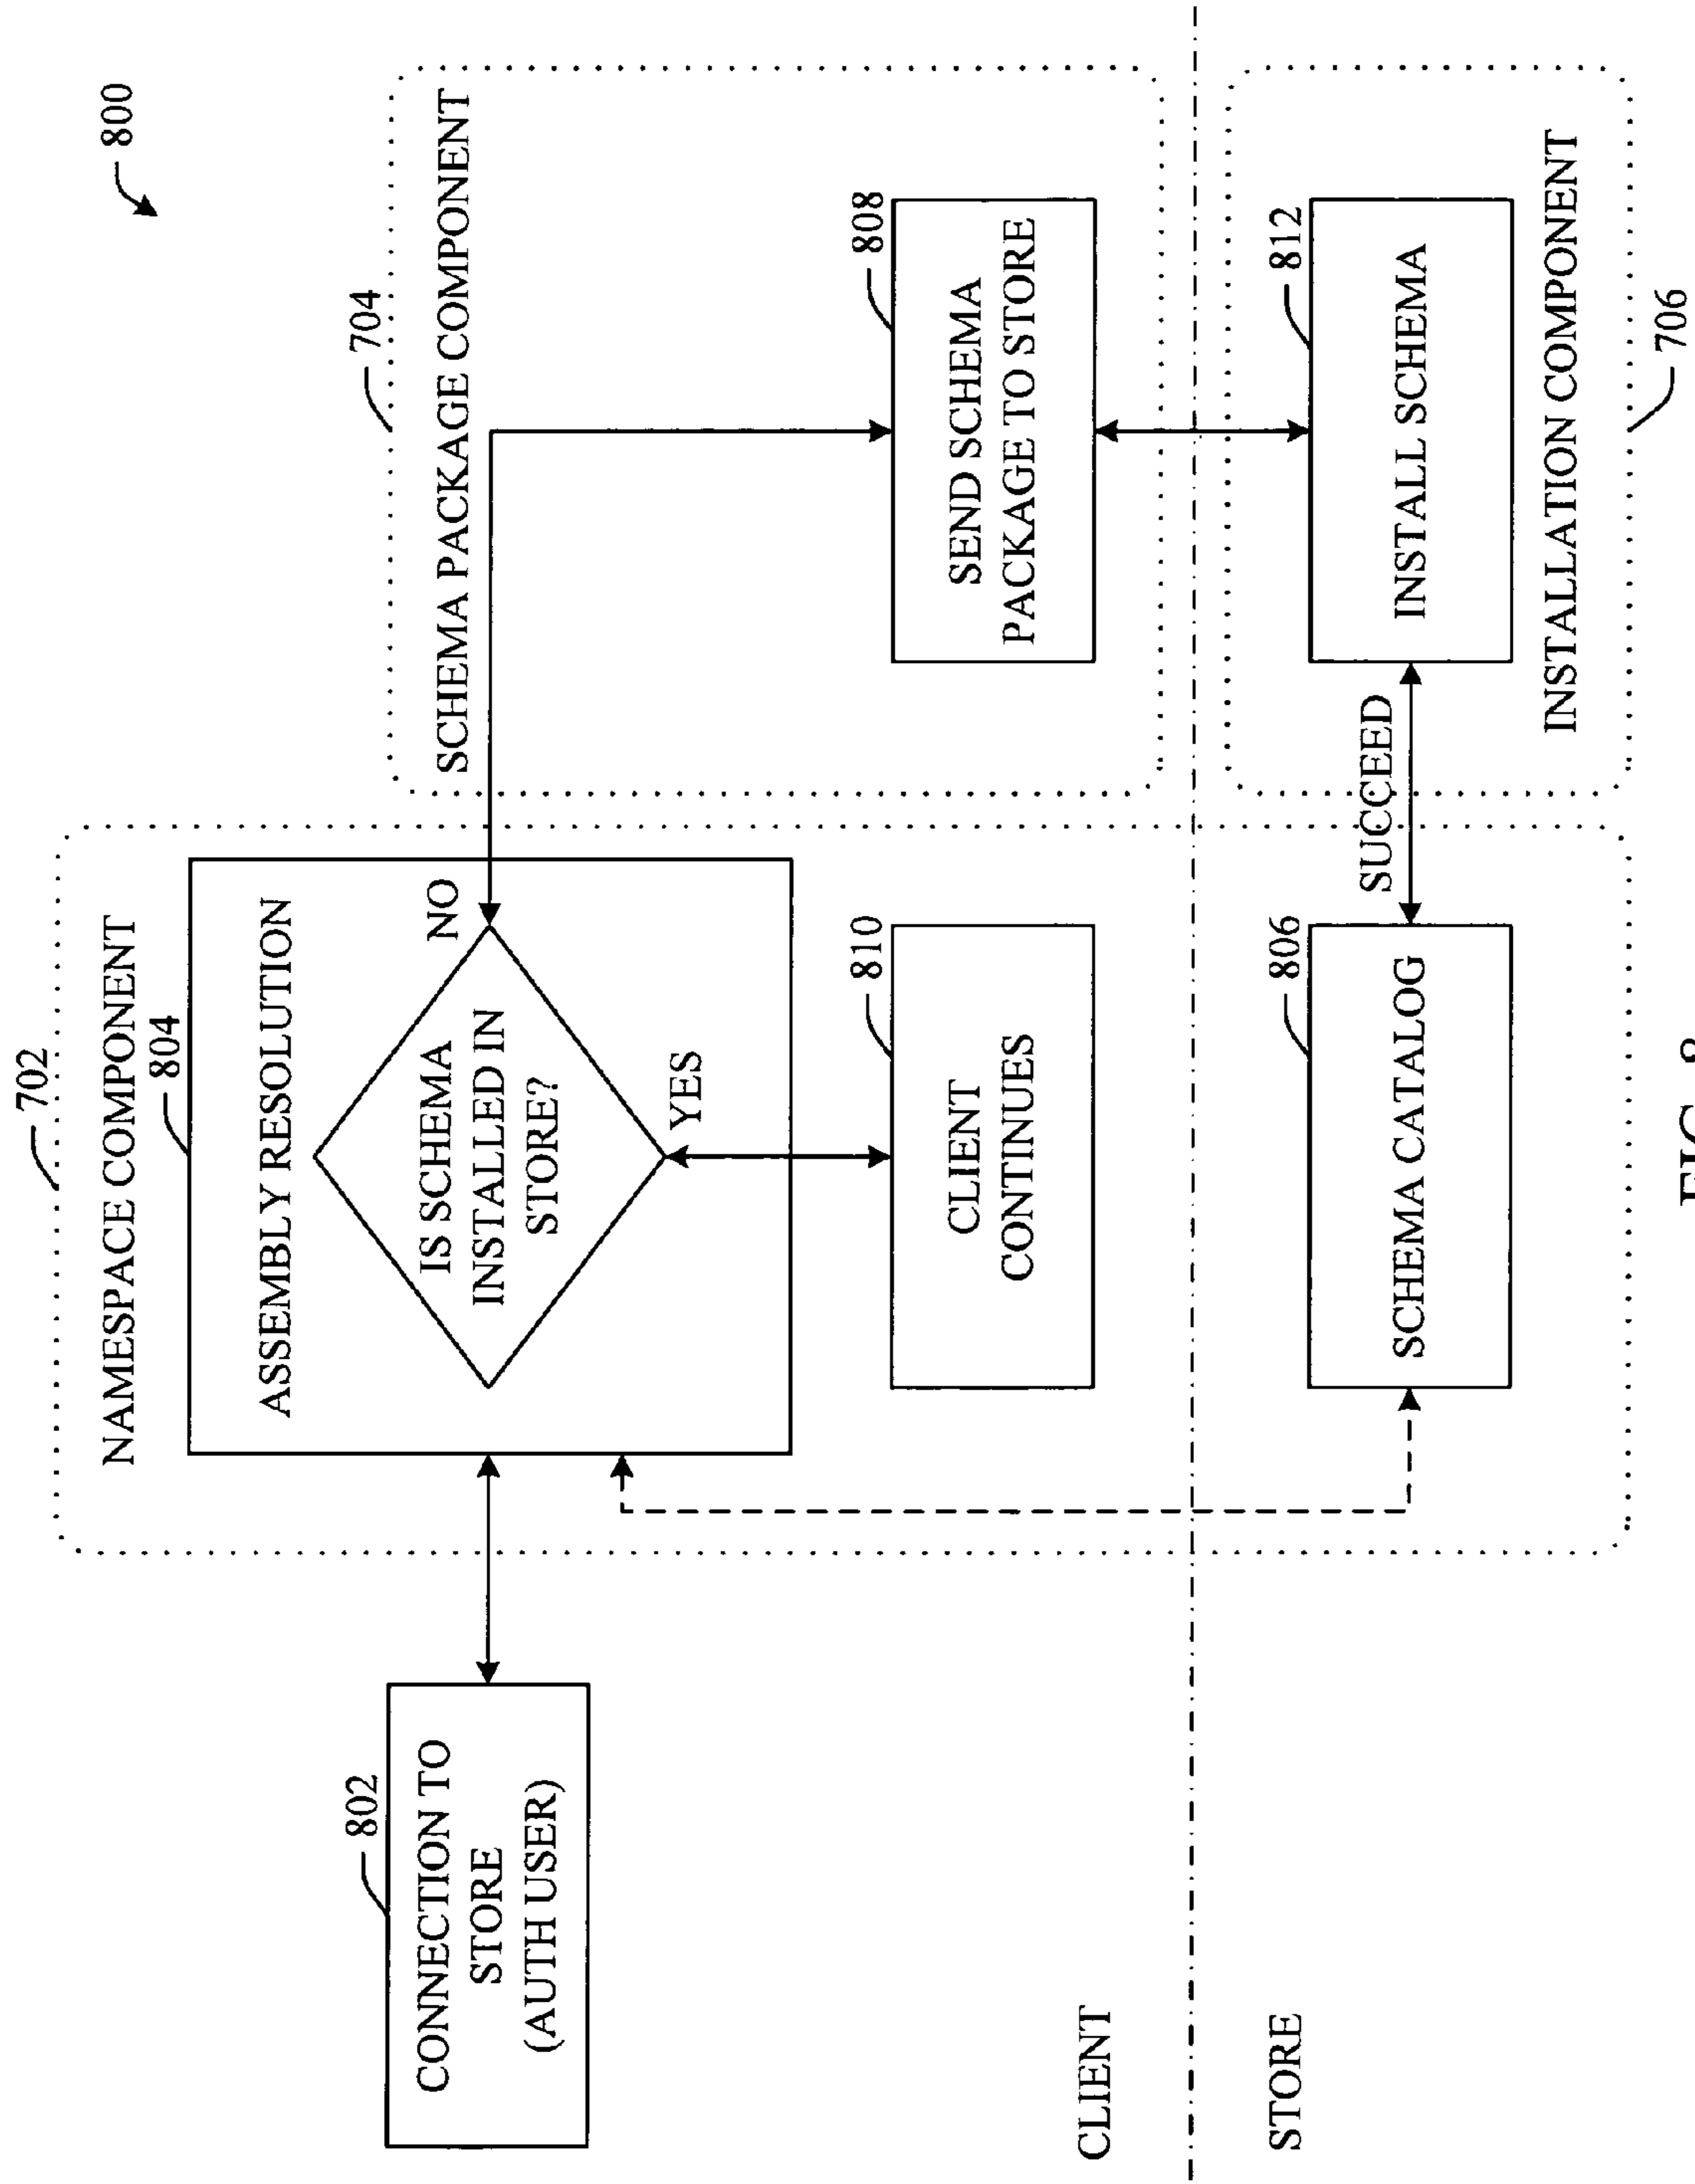 800
702
NAMESPACE COMPONENT
804
ASSEMBLY RESOLUTION
IS SCHEMA
INSTALLED IN
STORE?
NO
YES
704
SCHEMA PACKAGE COMPONENT
802
CONNECTION TO
STORE
(AUTH USER)
810
CLIENT
CONTINUES
808
SEND SCHEMA
PACKAGE TO STORE
CLIENT
STORE
806
SCHEMA CATALOG
SUCCEED
812
INSTALL SCHEMA
INSTALLATION COMPONENT
706